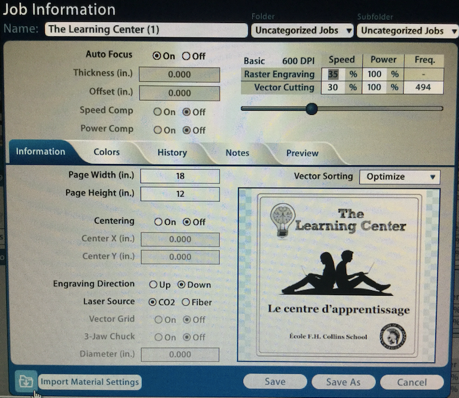 Job Information
Folder Subfolder
Name: The Learning Center (1) Uncategorized Jobs Uncategorized Jobs
Auto Focus On Off
Thickness (in.) 0.000
Offset (in.) 0.000
Speed Comp On Off
Power Comp On Off
Basic 600 DPI Speed Power Freq.
Raster Engraving 35 % 100 % -
Vector Cutting 30 % 100 % 494
Information Colors History Notes Preview
Page Width (in.) 18
Page Height (in.) 12
Vector Sorting Optimize
Centering On Off
Center X (in.) 0.000
Center Y (in.) 0.000
Engraving Direction Up Down
Laser Source CO2 Fiber
Vector Grid On Off
3-Jaw Chuck On Off
Diameter (in.) 0.000
The
Learning Center
Le centre d'apprentissage
École F.H. Collins School
Import Material Settings Save Save As Cancel